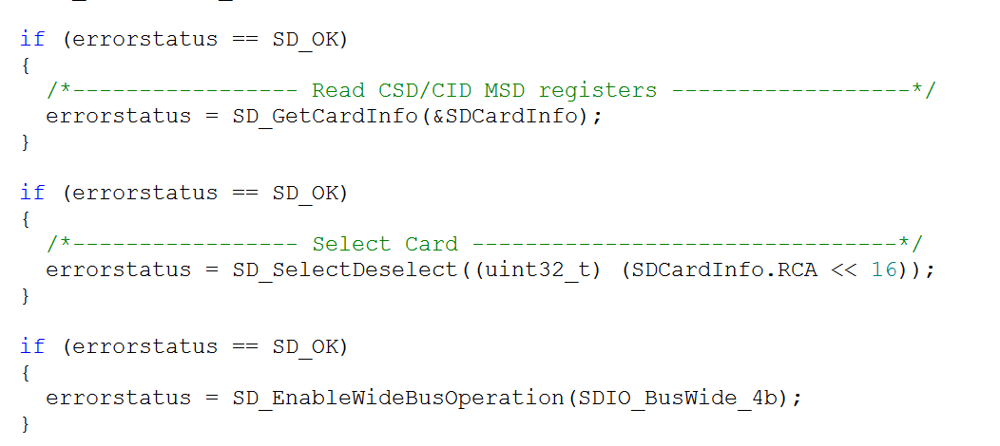 if (errorstatus == SD_OK)
{
  /*----------------- Read CSD/CID MSD registers ------------------*/
  errorstatus = SD_GetCardInfo(&SDCardInfo);
}

if (errorstatus == SD_OK)
{
  /*----------------- Select Card --------------------------------*/
  errorstatus = SD_SelectDeselect((uint32_t) (SDCardInfo.RCA << 16));
}

if (errorstatus == SD_OK)
{
  errorstatus = SD_EnableWideBusOperation(SDIO_BusWide_4b);
}